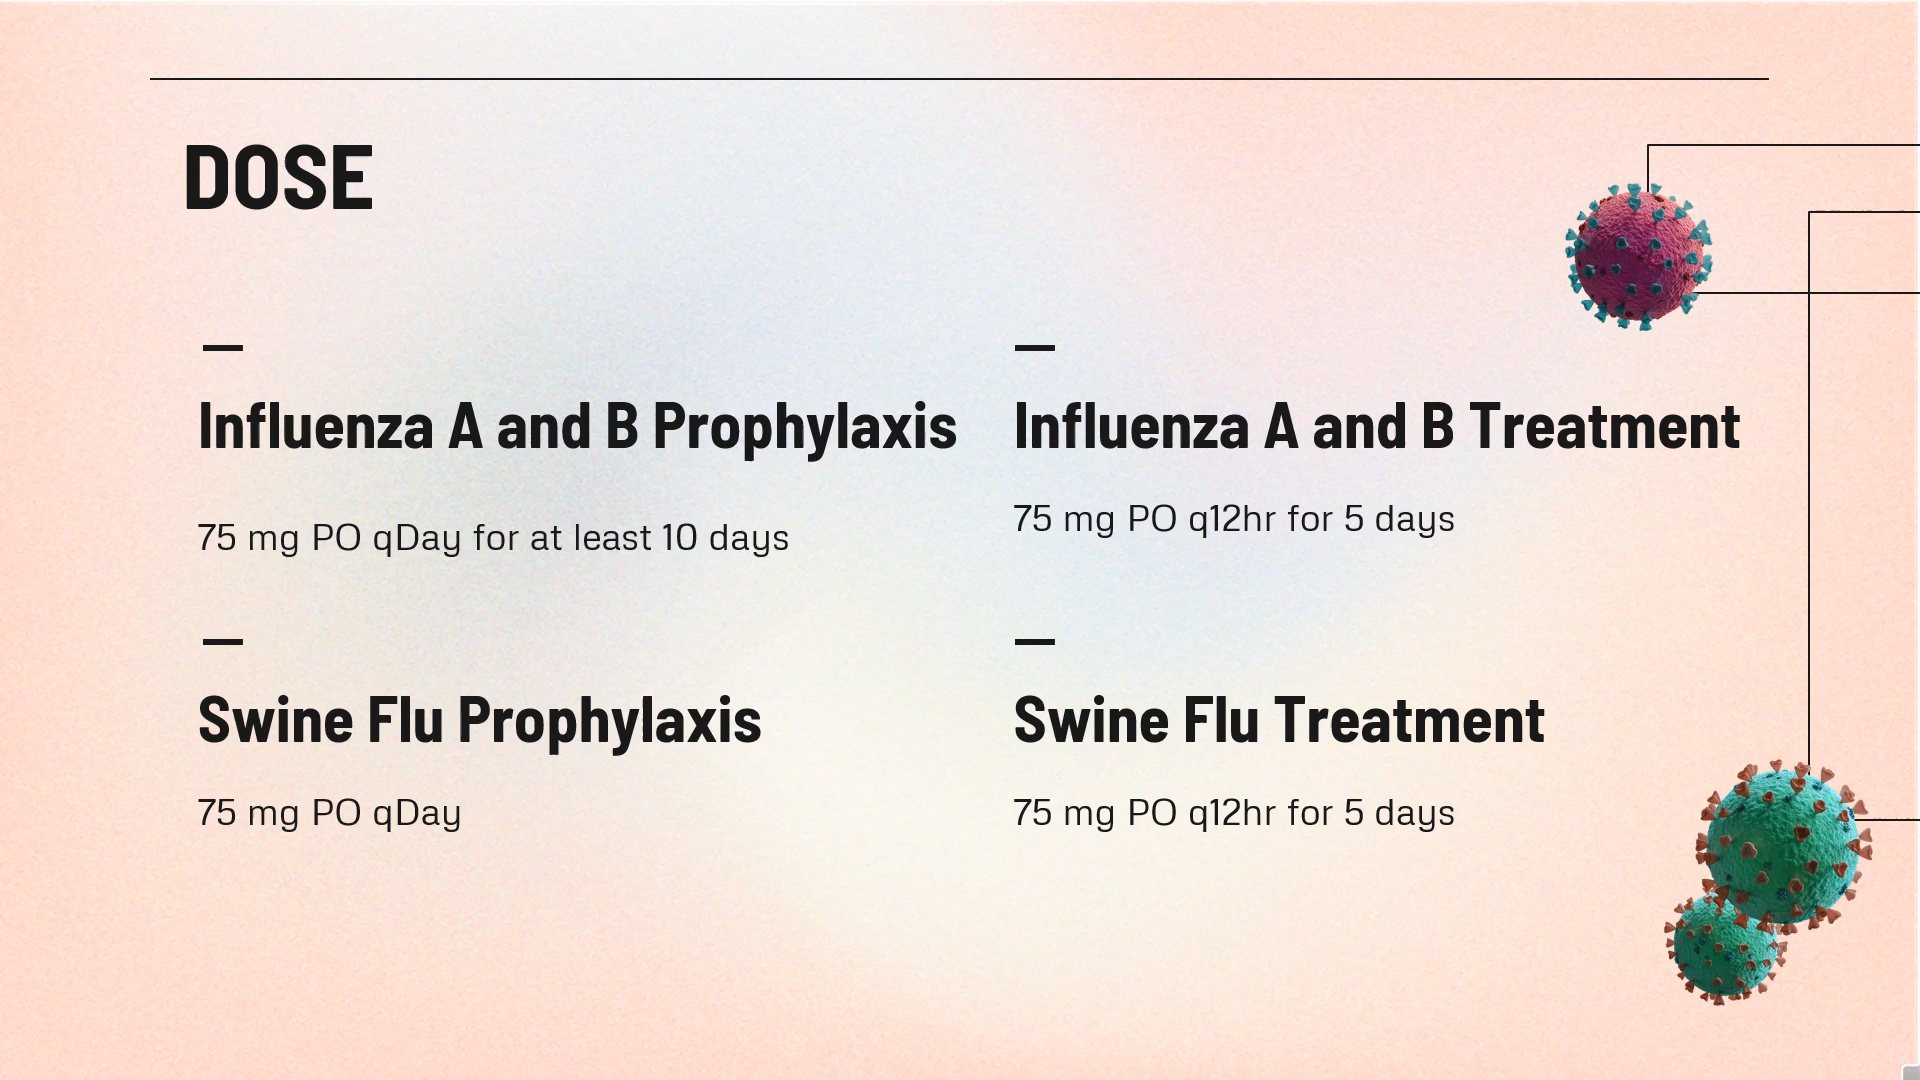 DOSE
Influenza A and B Prophylaxis
75 mg PO qDay for at least 10 days
Influenza A and B Treatment
75 mg PO q12hr for 5 days
Swine Flu Prophylaxis
75 mg PO qDay
Swine Flu Treatment
75 mg PO q12hr for 5 days